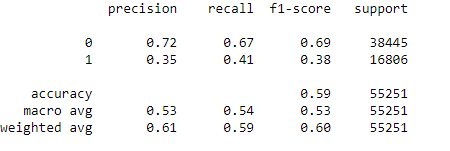 precision recall f1-score support
0 0.72 0.67 0.69 38445
1 0.35 0.41 0.38 16806
accuracy 0.59 55251
macro avg 0.53 0.54 0.53 55251
weighted avg 0.61 0.59 0.60 55251